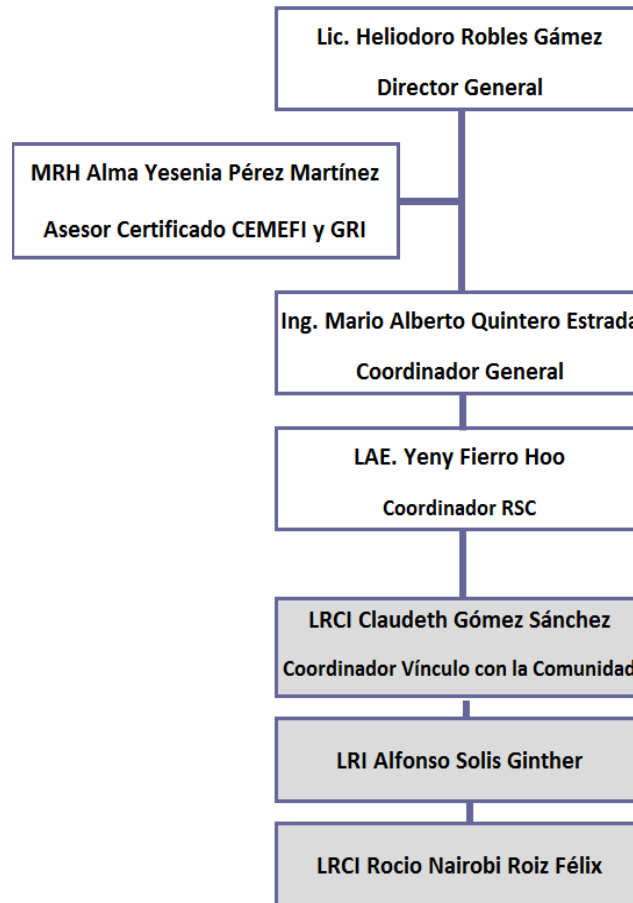 Lic. Heliodoro Robles Gámez
Director General
MRH Alma Yesenia Pérez Martínez
Asesor Certificado CEMEFI y GRI
Ing. Mario Alberto Quintero Estrada
Coordinador General
LAE. Yeny Fierro Hoo
Coordinador RSC
LRCI Claudeth Gómez Sánchez
Coordinador Vínculo con la Comunidad
LRI Alfonso Solis Ginther
LRCI Rocio Nairobi Roiz Félix